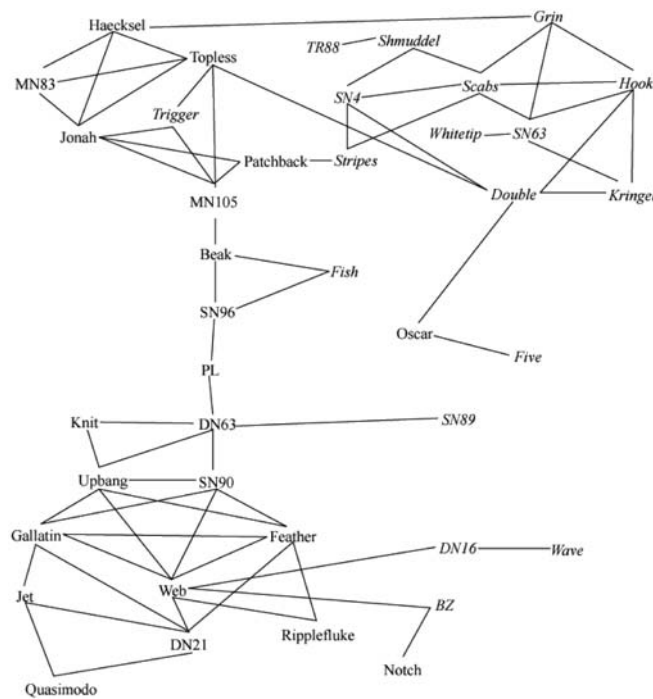 Grin
Haecksel
TR88
Shmuddel
Topless
MN83
Hook
Scabs
SN4
Trigger
Jonah
Whitetip
SN63
Patchback
Stripes
Double
Kringel
MN105
Beak
Fish
SN96
Oscar
Five
PL
Knit
DN63
SN89
Upbang
SN90
Gallatin
Feather
DN16
Wave
Web
Jet
BZ
Ripplefluke
DN21
Notch
Quasimodo